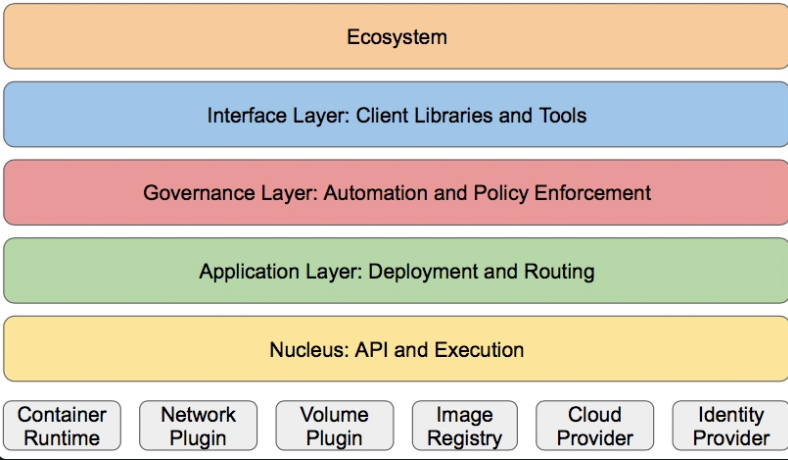 Ecosystem
Interface Layer: Client Libraries and Tools
Governance Layer: Automation and Policy Enforcement
Application Layer: Deployment and Routing
Nucleus: API and Execution
Container
Runtime
Network
Plugin
Volume
Plugin
Image
Registry
Cloud
Provider
Identity
Provider